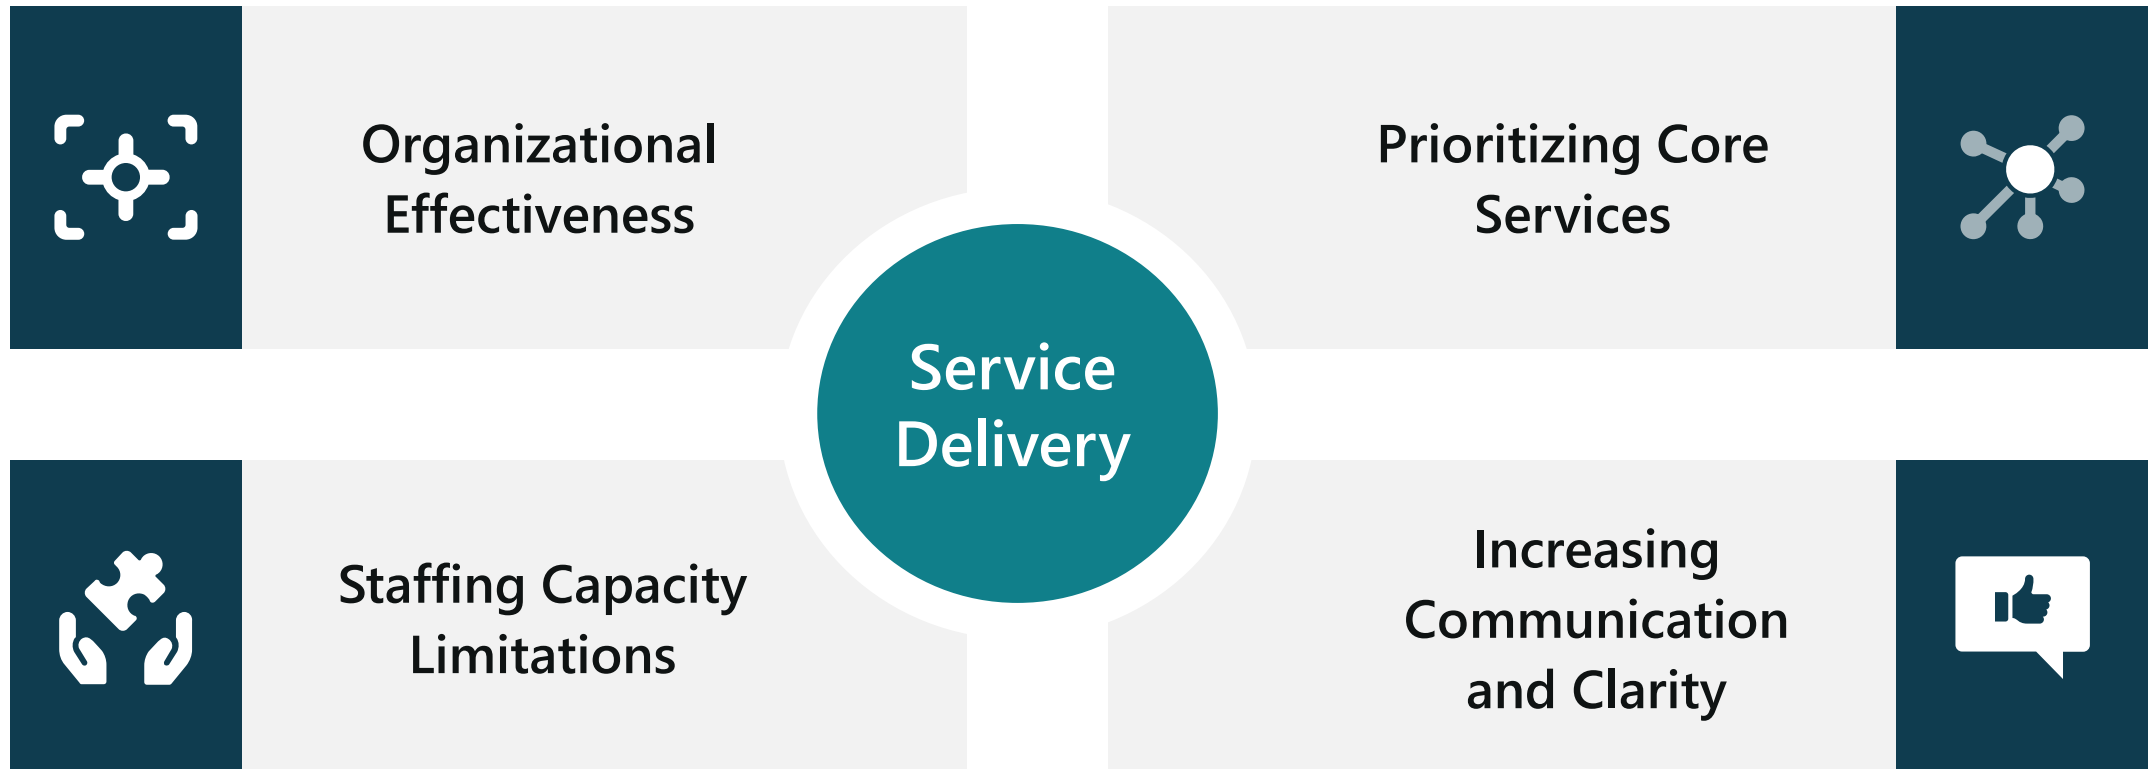 Organizational
Effectiveness
Prioritizing Core
Services
Service
Delivery
Staffing Capacity
Limitations
Increasing
Communication
and Clarity